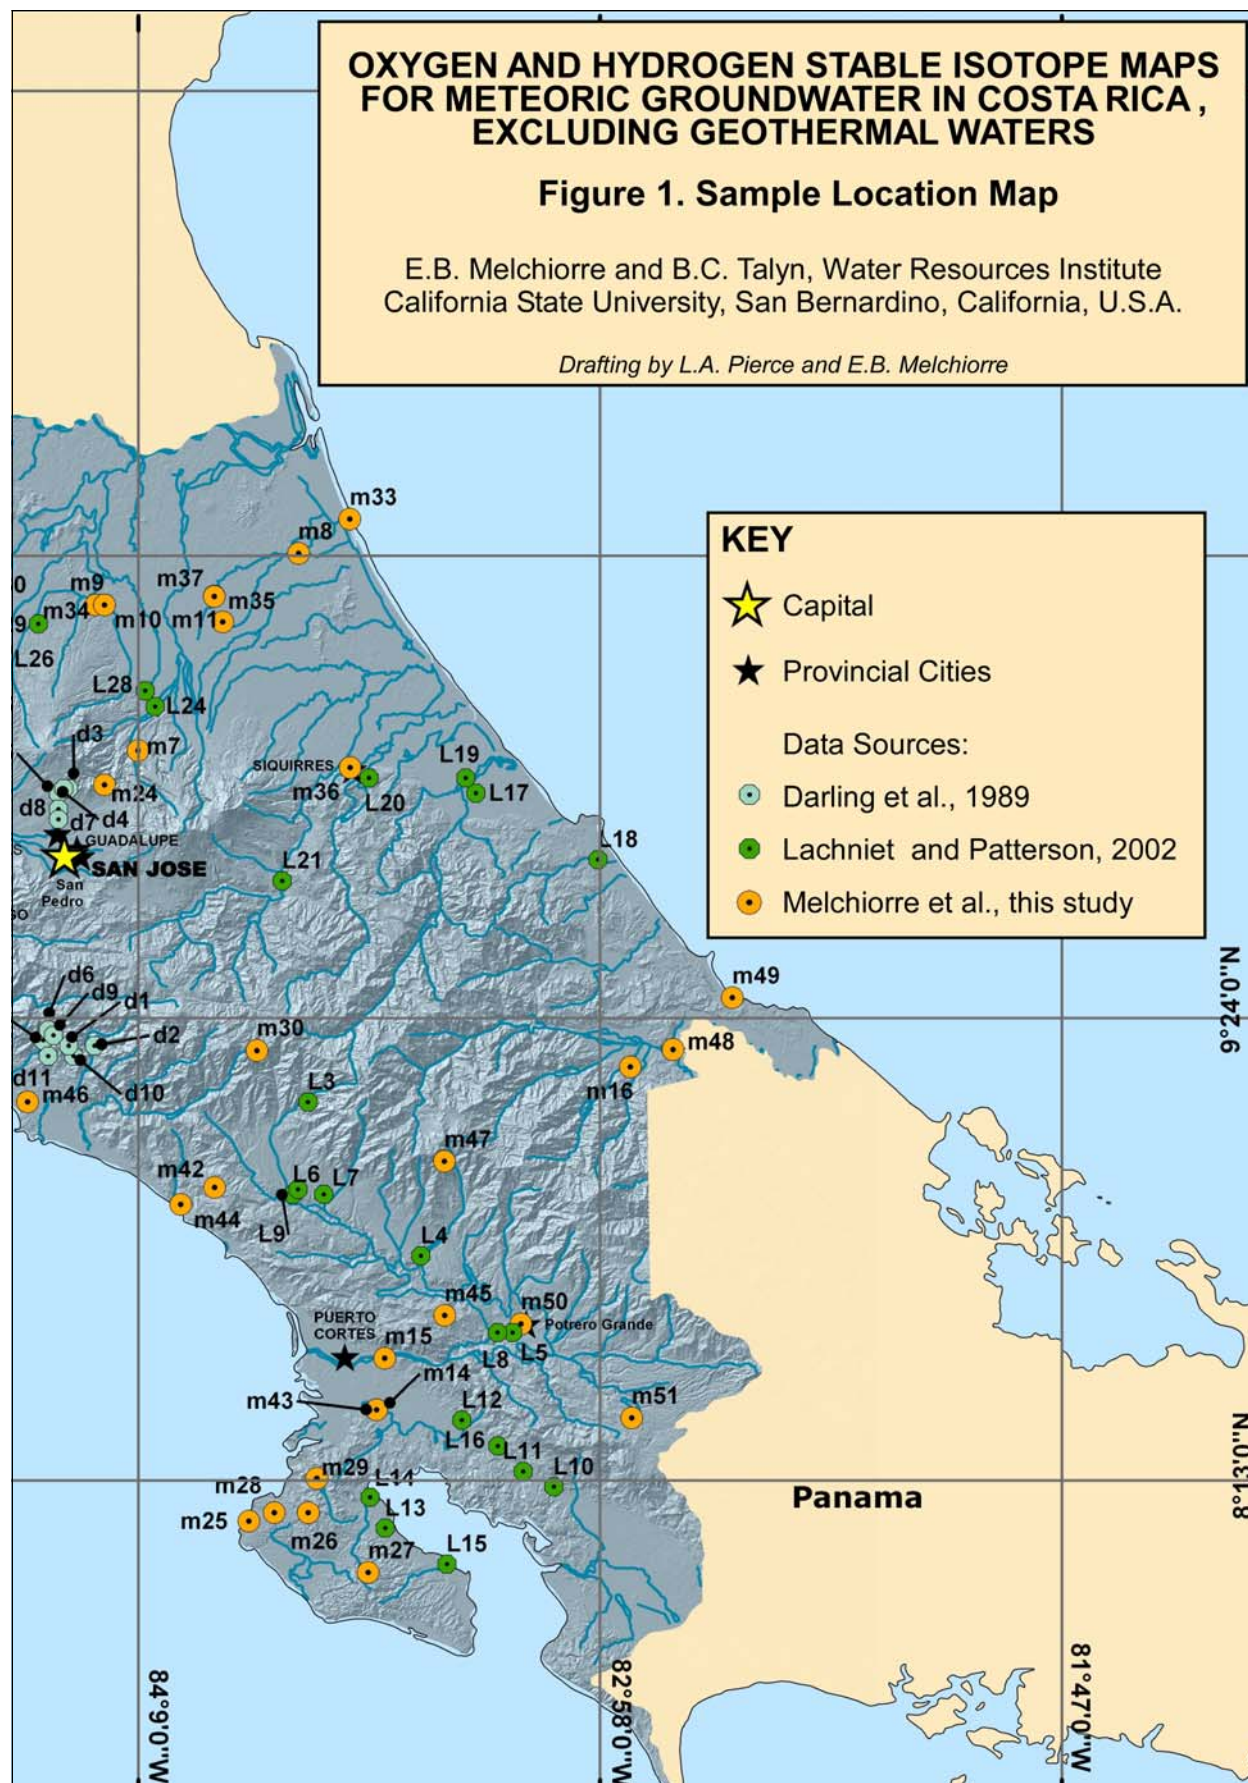 OXYGEN AND HYDROGEN STABLE ISOTOPE MAPS
FOR METEORIC GROUNDWATER IN COSTA RICA ,
EXCLUDING GEOTHERMAL WATERS
Figure 1. Sample Location Map
E.B. Melchiorre and B.C. Talyn, Water Resources Institute
California State University, San Bernardino, California, U.S.A.
Drafting by L.A. Pierce and E.B. Melchiorre
m33
m8
KEY
Capital
Provincial Cities
Data Sources:
Darling et al., 1989
Lachniet and Patterson, 2002
Melchiorre et al., this study
m9
m37
m34
m10
m35
m11
L26
L28
L24
d3
m7
SIQUIRRES
L19
m24
m36
L20
L17
d8
d7
d4
GUADALUPE
SAN JOSE
San
Pedro
L21
L18
m49
9°24'0"N
d6
d9
d1
d2
m30
m48
d11
m46
d10
L3
m16
m47
m42
m44
L6
L7
L9
L4
m45
m50
Potrero Grande
PUERTO
CORTES
m15
L8
L5
m14
m43
L12
m51
L16
L11
L10
8°13'0"N
m29
L14
m28
m25
m26
L13
m27
L15
Panama
84°9'0"W
82°58'0"W
81°47'0"W